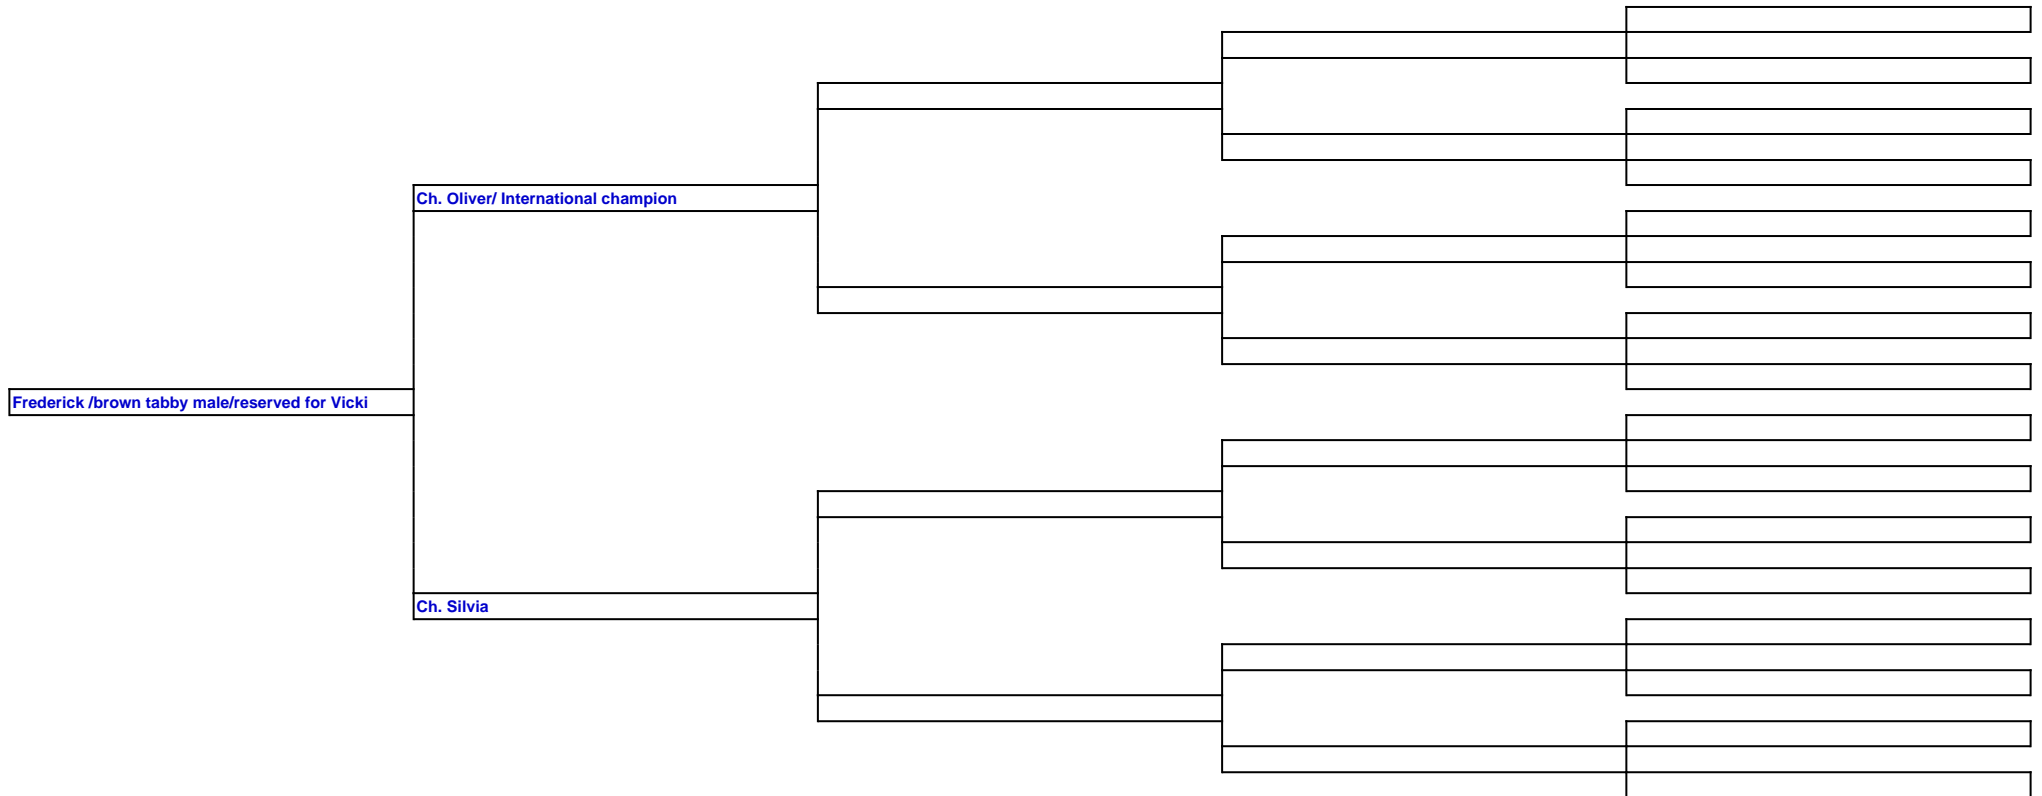 Ch. Oliver/ International champion
Frederick /brown tabby male/reserved for Vicki
Ch. Silvia